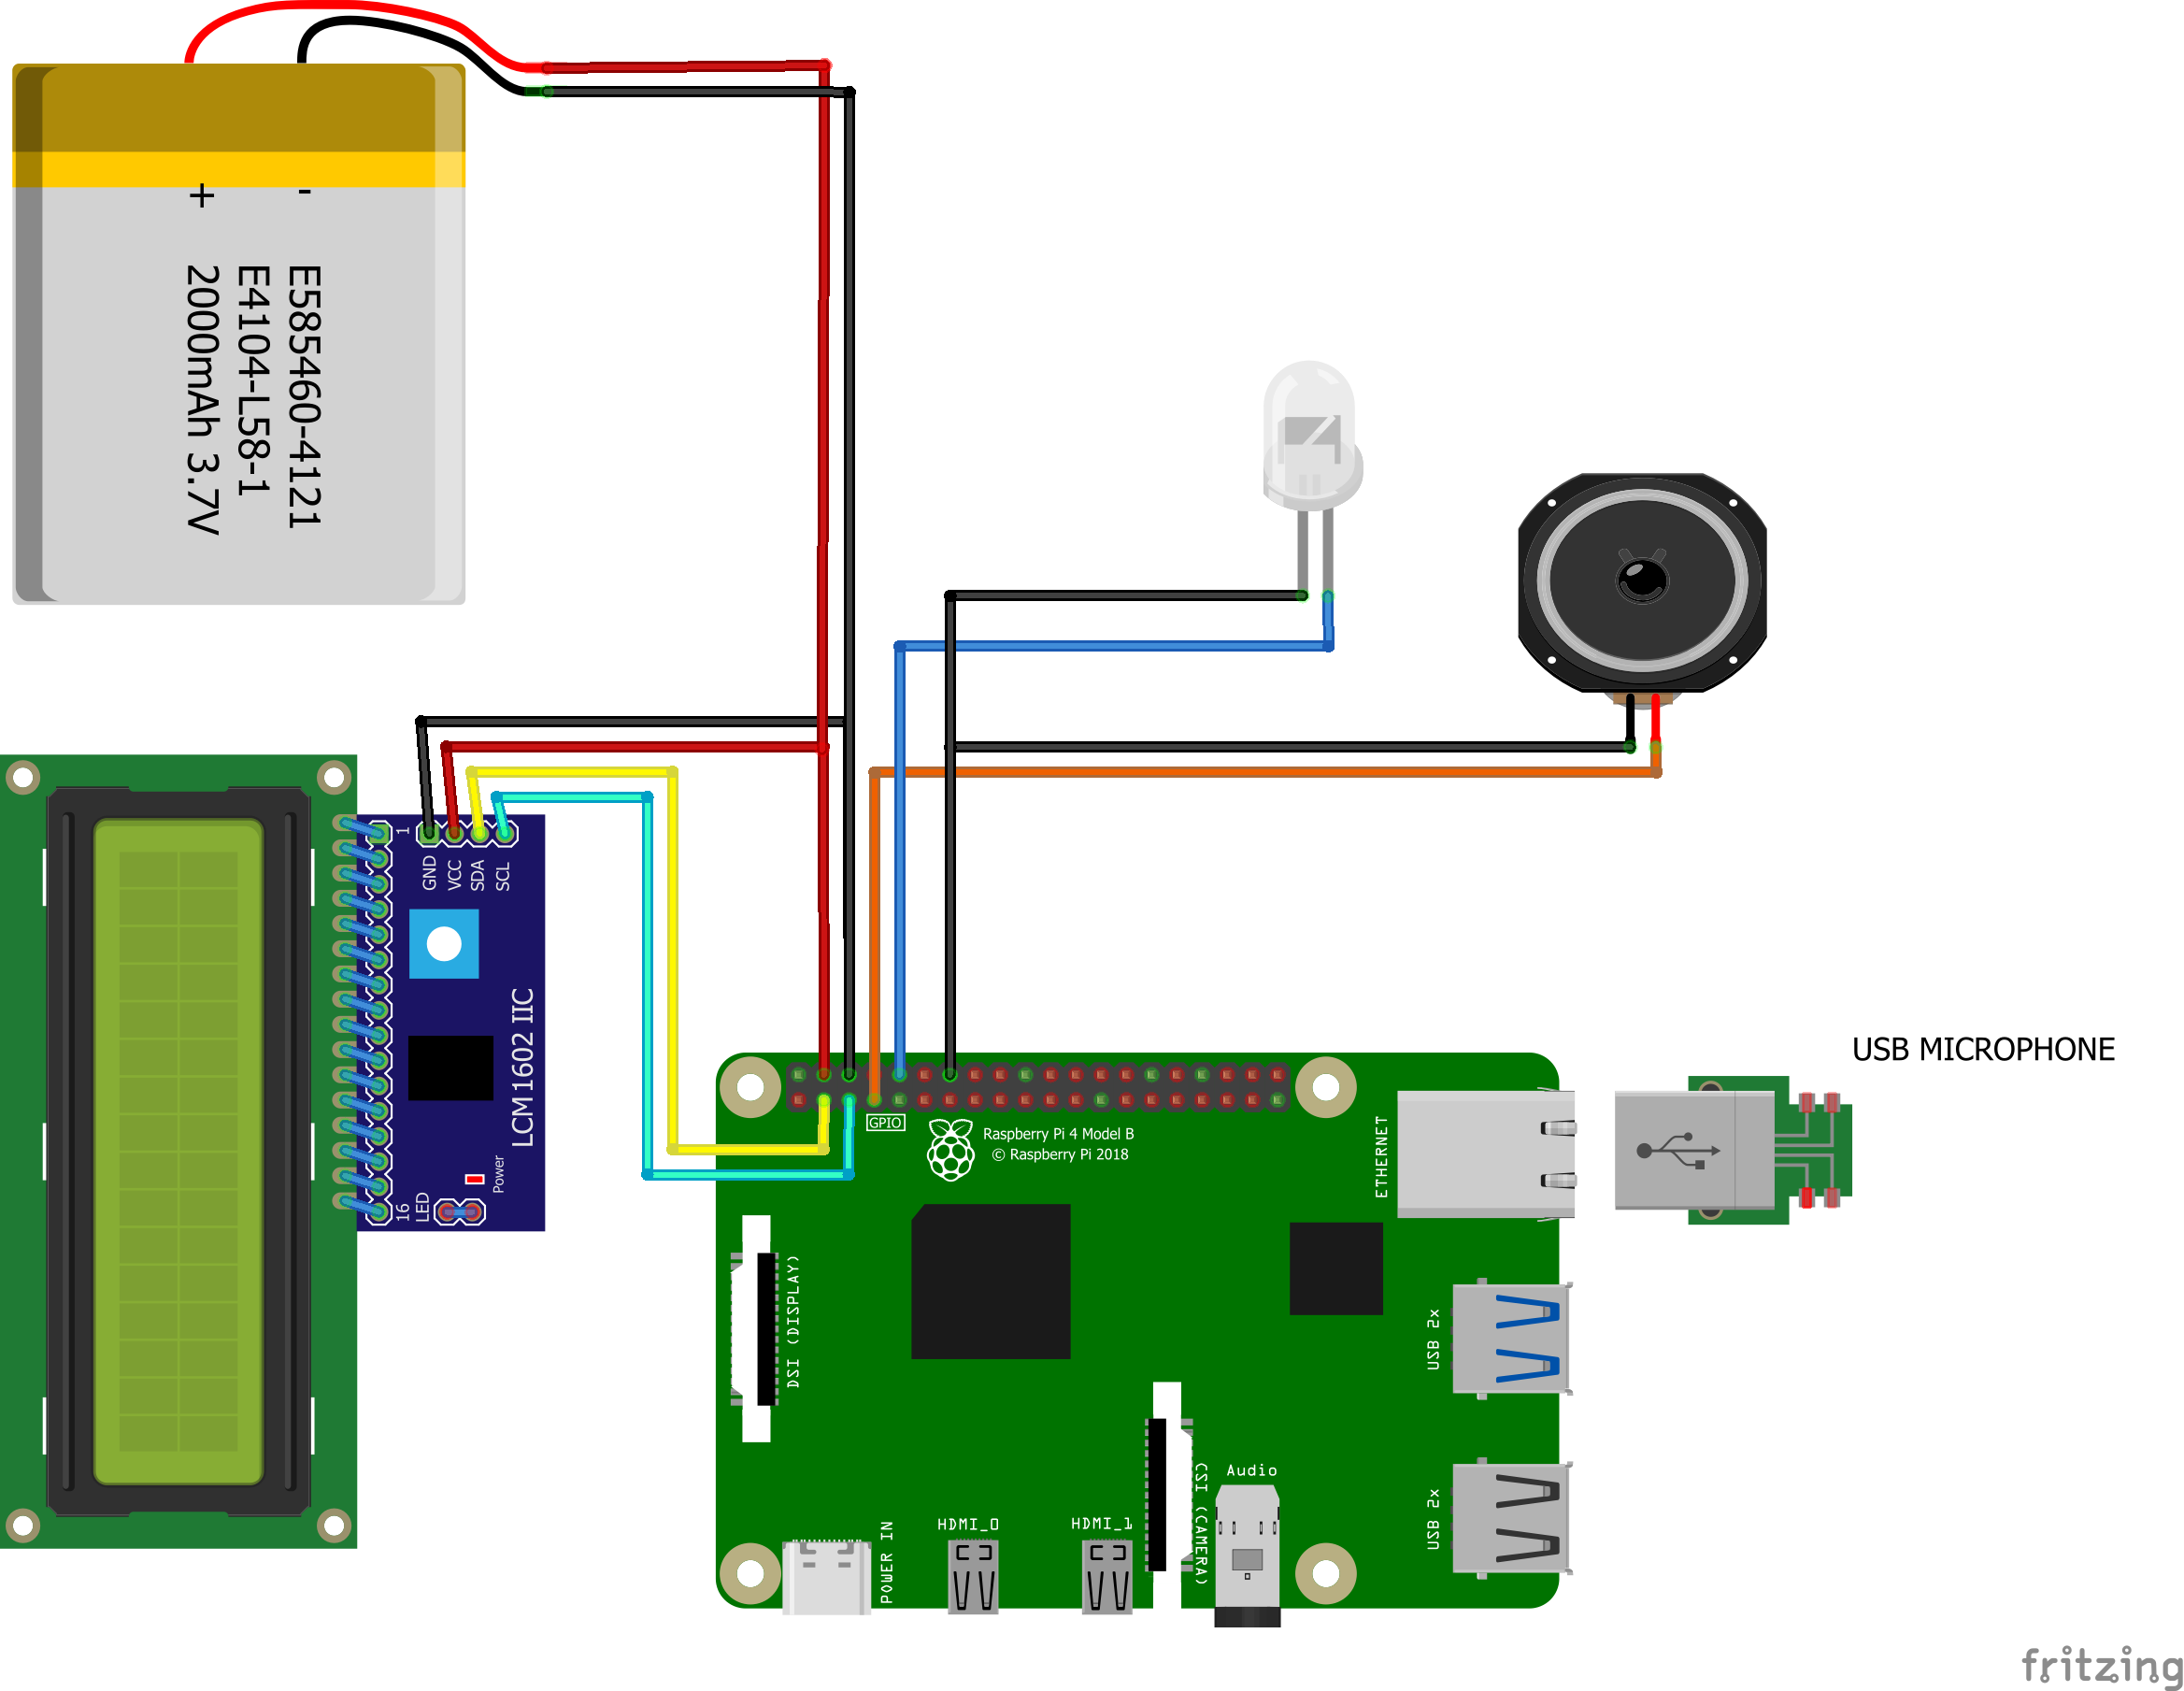 + -
E585460-4121
E4104-L58-1
2000mAh 3.7V
1
GND
VCC
SDA
SCL
LCM1602 IIC
Power
16
LED
GPIO
Raspberry Pi 4 Model B
© Raspberry Pi 2018
ETHERNET
USB MICROPHONE
DSI (DISPLAY)
USB 2x
CSI (CAMERA)
Audio
USB 2x
POWER IN
HDMI_0
HDMI_1
fritzing